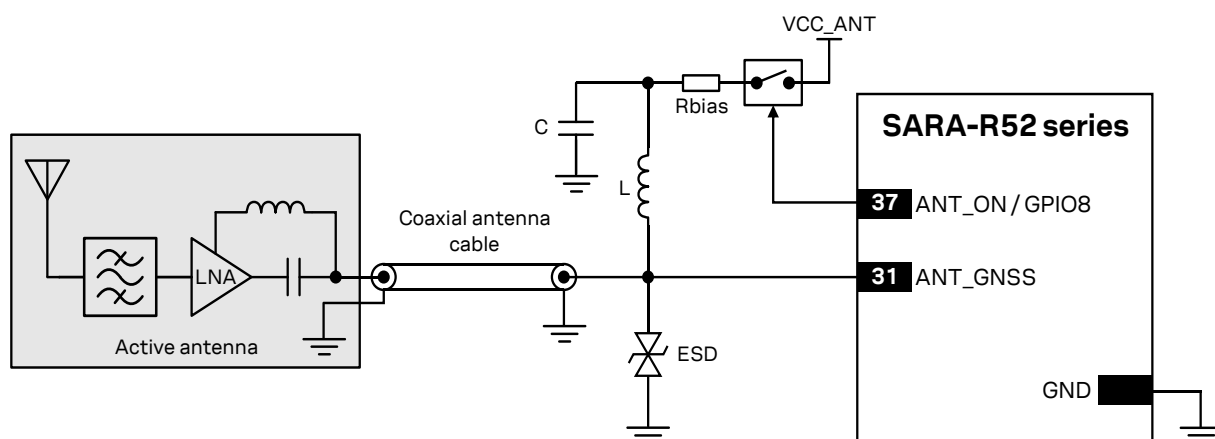 VCC_ANT
Rbias
C
SARA-R52 series
L
37 ANT_ON / GPIO8
Coaxial antenna
cable
LNA
31 ANT_GNSS
Active antenna
ESD
GND